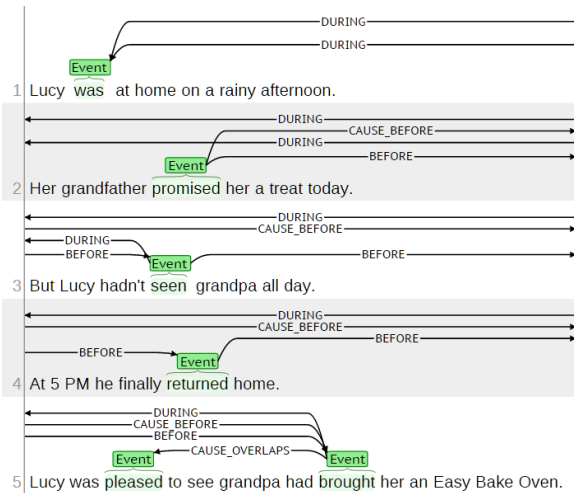 DURING
DURING
Event
1 Lucy was at home on a rainy afternoon.
DURING
CAUSE_BEFORE
DURING
Event BEFORE
2 Her grandfather promised her a treat today.
DURING
CAUSE_BEFORE
DURING
BEFORE Event BEFORE
3 But Lucy hadn't seen grandpa all day.
DURING
CAUSE_BEFORE
BEFORE
BEFORE Event
4 At 5 PM he finally returned home.
DURING
CAUSE_BEFORE
BEFORE
Event CAUSE_OVERLAPS Event
5 Lucy was pleased to see grandpa had brought her an Easy Bake Oven.